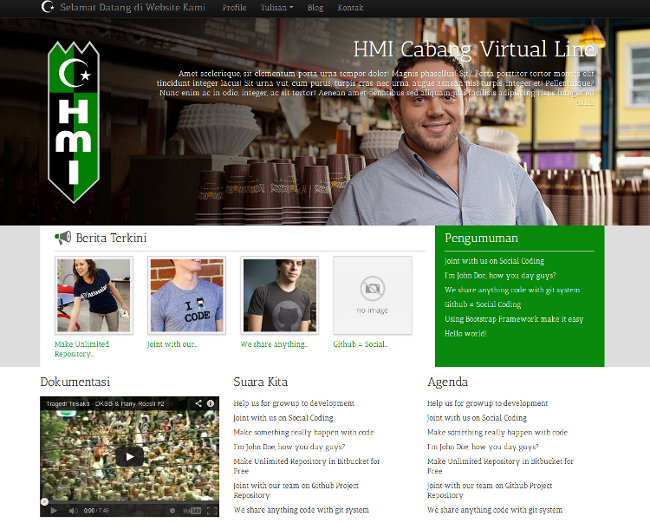 Selamat Datang di Website Kami Profile Tulisan Blog Kontak
HMI Cabang Virtual Line
Amet scelerisque, sit elementum porta urna tempor dolor! Magnis phasellus! Sit? Porta porttitor tortor montes elit
tincidunt integer lacus! Sit urna vut, cum purus, turpis cras nec urna, augue aenean nisi turpis, integer et! Pellentesque?
Nunc enim ac in odio, integer, ac sit tortor! Aenean amet penatibus sed aliquam quis facilisis adipiscing risus integer sit
HMI
Berita Terkini
Make Unlimited
Repository..
Joint with our..
I
CODE
We share anything..
no-image
Github = Social..
Pengumuman
Joint with us on Social Coding
I'm John Doe, how you day guys?
We share anything code with git system
Github = Social Coding
Using Bootstrap Framework make it easy
Hello world!
Dokumentasi
Tragedi Trisakti - DKSB & Harry Roesli #2
0:00 / 7:48
Suara Kita
Help us for growup to development
Joint with us on Social Coding
Make something really happen with code
I'm John Doe, how you day guys?
Make Unlimited Repository in Bitbucket for
Free
Joint with our team on Github Project
Repository
We share anything code with git system
Agenda
Help us for growup to development
Joint with us on Social Coding
Make something really happen with code
I'm John Doe, how you day guys?
Make Unlimited Repository in Bitbucket for
Free
Joint with our team on Github Project
Repository
We share anything code with git system